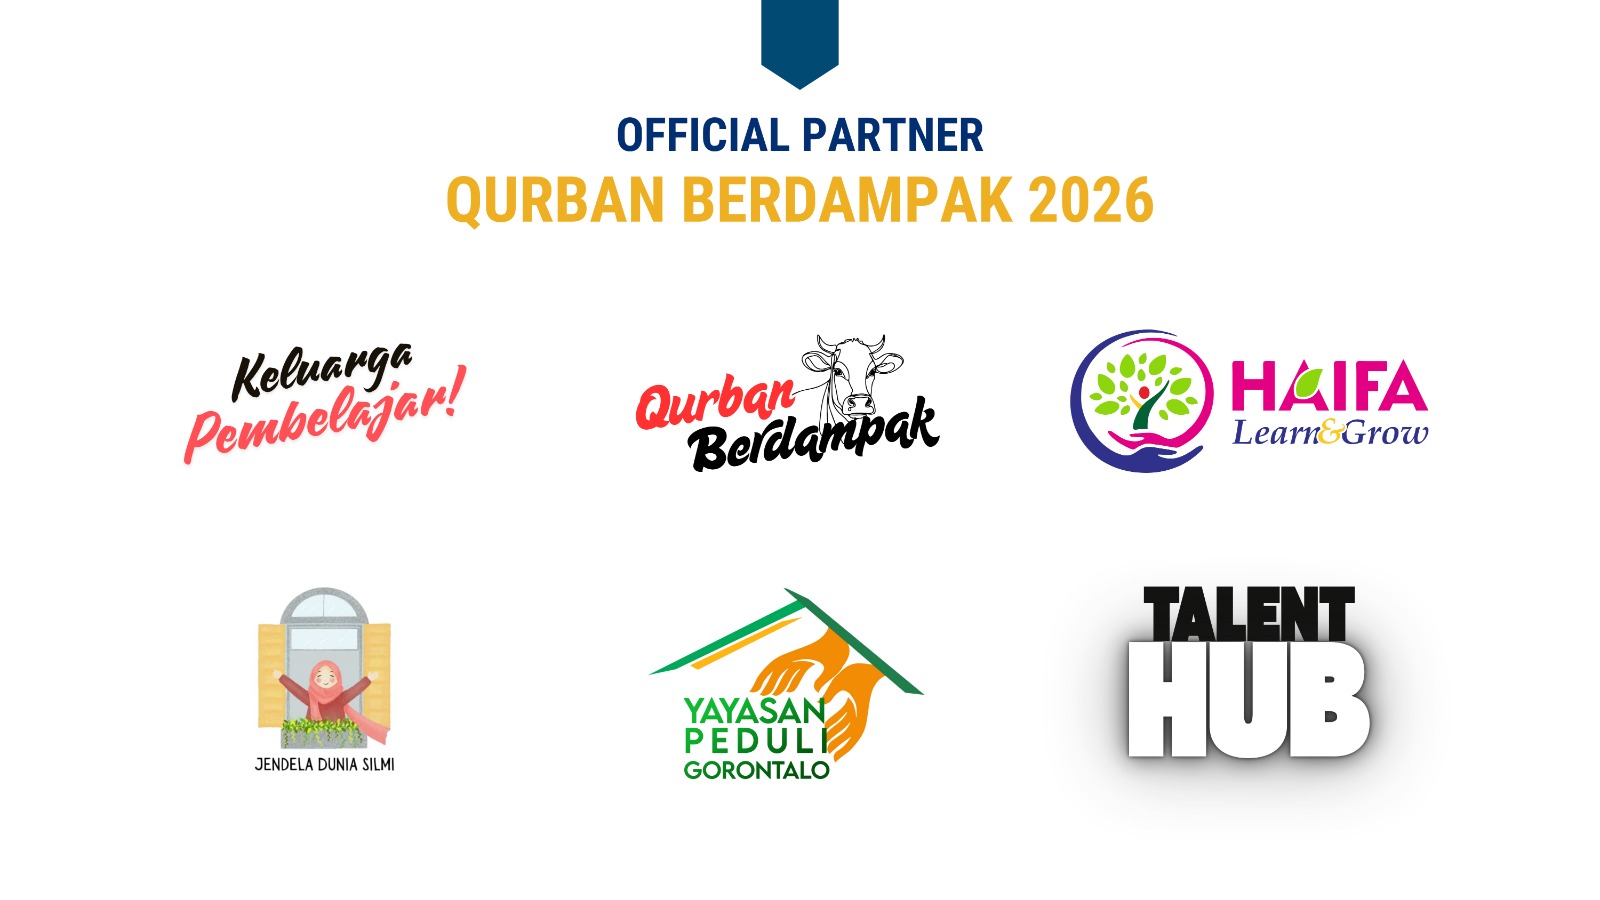 OFFICIAL PARTNER
QURBAN BERDAMPAK 2026
Keluarga
Pembelajar!
Qurban
Berdampak
HAIFA
Learn&Grow
JENDELA DUNIA SILMI
YAYASAN
PEDULI
GORONTALO
TALENT
HUB